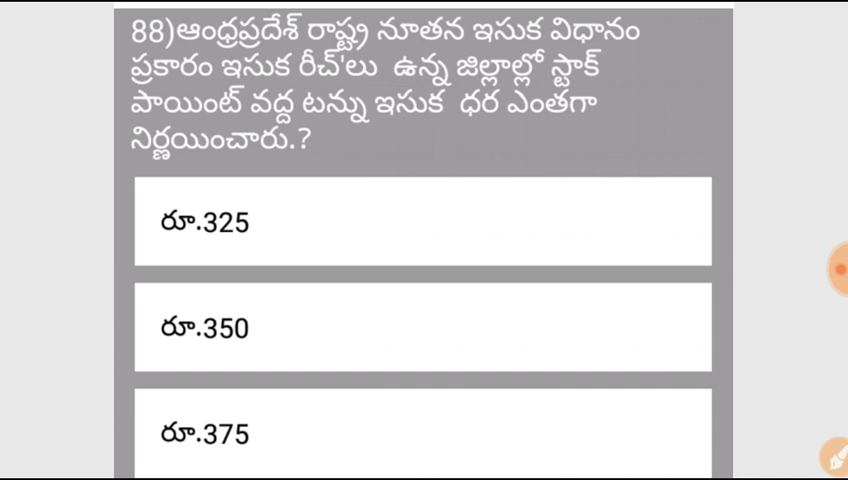 88)ఆంధ్రప్రదేశ్ రాష్ట్ర నూతన ఇసుక విధానం
ప్రకారం ఇసుక రీచ్'లు ఉన్న జిల్లాల్లో స్టాక్
పాయింట్ వద్ద టన్ను ఇసుక ధర ఎంతగా
నిర్ణయించారు.?
రూ.325
రూ.350
రూ.375